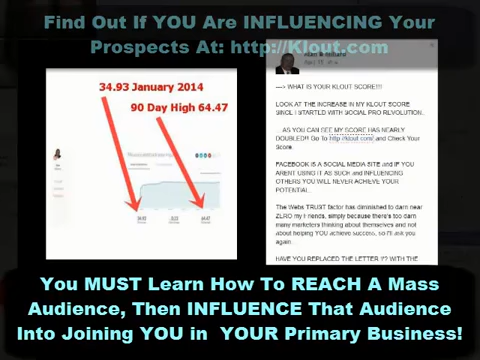 Find Out If YOU Are INFLUENCING Your
Prospects At: http://Klout.com
34.93 January 2014
90 Day High 64.47
---> WHAT IS YOUR KLOUT SCORE!!!!
LOOK AT THE INCREASE IN MY KLOUT SCORE
SINCE I STARTED WITH SOCIAL PRO REVOLUTION.
AS YOU CAN SEE MY SCORE HAS NEARLY
DOUBLED!! Go To http://klout.com/ and Check Your
Score.
FACEBOOK IS A SOCIAL MEDIA SITE and IF YOU
ARENT USING IT AS SUCH and INFLUENCING
OTHERS YOU WILL NEVER ACHIEVE YOUR
POTENTIAL.
The Webs TRUST factor has diminished to darn near
ZERO my Friends, simply because there's too darn
many marketers thinking about themselves and not
about helping YOU achieve success, so I'll ask you
again..
HAVE YOU REPLACED THE LETTER I'? WITH THE
You MUST Learn How To REACH A Mass
Audience, Then INFLUENCE That Audience
Into Joining YOU in YOUR Primary Business!